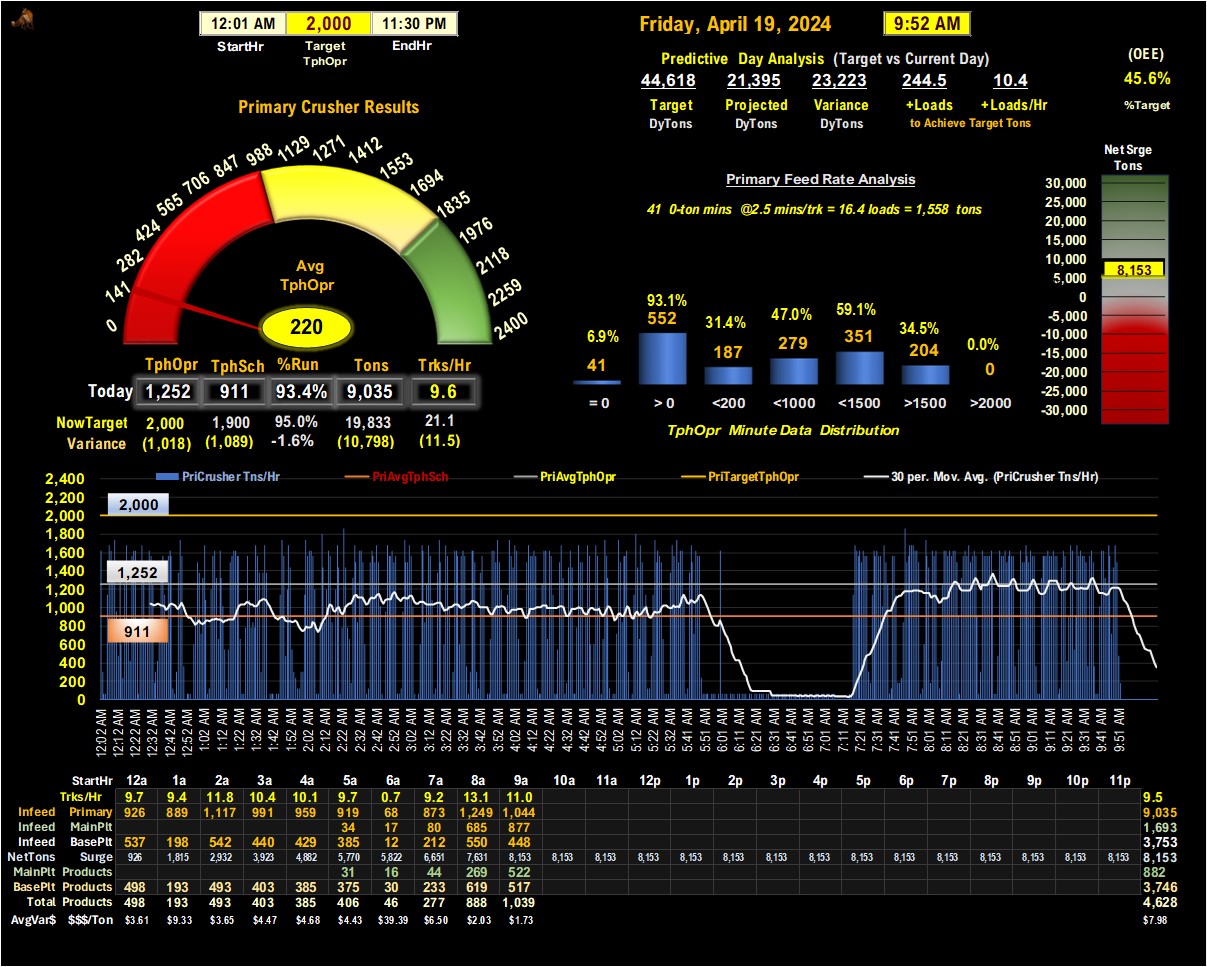 12:01 AM 2,000 11:30 PM
StartHr Target TphOpr EndHr
Friday, April 19, 2024 9:52 AM
Predictive Day Analysis (Target vs Current Day)
44,618 21,395 23,223 244.5 10.4
Target Projected Variance +Loads +Loads/Hr
DyTons DyTons DyTons to Achieve Target Tons
(OEE)
45.6%
%Target
Primary Crusher Results
0 141 282 424 565 706 847 988 1129 1271 1412 1553 1694 1835 1976 2118 2259 2400
Avg
TphOpr
220
TphOpr TphSch %Run Tons Trks/Hr
Today 1,252 911 93.4% 9,035 9.6
NowTarget 2,000 1,900 95.0% 19,833 21.1
Variance (1,018) (1,089) -1.6% (10,798) (11.5)
Primary Feed Rate Analysis
41 0-ton mins @2.5 mins/trk = 16.4 loads = 1,558 tons
6.9% 93.1% 31.4% 47.0% 59.1% 34.5% 0.0%
41 552 187 279 351 204 0
= 0 > 0 <200 <1000 <1500 >1500 >2000
TphOpr Minute Data Distribution
Net Srge
Tons
30,000
25,000
20,000
15,000
10,000
8,153
5,000
0
-5,000
-10,000
-15,000
-20,000
-25,000
-30,000
PriCrusher Tns/Hr PriAvgTphSch PriAvgTphOpr PriTargetTphOpr 30 per. Mov. Avg. (PriCrusher Tns/Hr)
2,400
2,200
2,000
1,800
1,600
1,400
1,200
1,000
800
600
400
200
0
2,000
1,252
911
12:02 AM 12:12 AM 12:22 AM 12:32 AM 12:42 AM 12:52 AM 1:02 AM 1:12 AM 1:22 AM 1:32 AM 1:42 AM 1:52 AM 2:02 AM 2:12 AM 2:22 AM 2:32 AM 2:42 AM 2:52 AM 3:02 AM 3:12 AM 3:22 AM 3:32 AM 3:42 AM 3:52 AM 4:02 AM 4:12 AM 4:22 AM 4:32 AM 4:42 AM 4:52 AM 5:02 AM 5:12 AM 5:22 AM 5:32 AM 5:41 AM 5:51 AM 6:01 AM 6:11 AM 6:21 AM 6:31 AM 6:41 AM 6:51 AM 7:01 AM 7:11 AM 7:21 AM 7:31 AM 7:41 AM 7:51 AM 8:01 AM 8:11 AM 8:21 AM 8:31 AM 8:41 AM 8:51 AM 9:01 AM 9:11 AM 9:21 AM 9:31 AM 9:41 AM 9:51 AM
StartHr 12a 1a 2a 3a 4a 5a 6a 7a 8a 9a 10a 11a 12p 1p 2p 3p 4p 5p 6p 7p 8p 9p 10p 11p
Trks/Hr 9.7 9.4 11.8 10.4 10.1 9.7 0.7 9.2 13.1 11.0 9.5
Infeed Primary 926 889 1,117 991 959 919 68 873 1,249 1,044 9,035
Infeed MainPlt 34 17 80 685 877 1,693
Infeed BasePlt 537 198 542 440 429 385 12 212 550 448 3,753
NetTons Surge 926 1,815 2,932 3,923 4,882 5,770 5,822 6,651 7,631 8,153 8,153 8,153 8,153 8,153 8,153 8,153 8,153 8,153 8,153 8,153 8,153 8,153 8,153 8,153 8,153
MainPlt Products 31 16 44 269 522 882
BasePlt Products 498 193 493 403 385 375 30 233 619 517 3,746
Total Products 498 193 493 403 385 406 46 277 888 1,039 4,628
AvgVar$ $$$/Ton $3.61 $9.33 $3.65 $4.47 $4.68 $4.43 $39.39 $6.50 $2.03 $1.73 $7.98